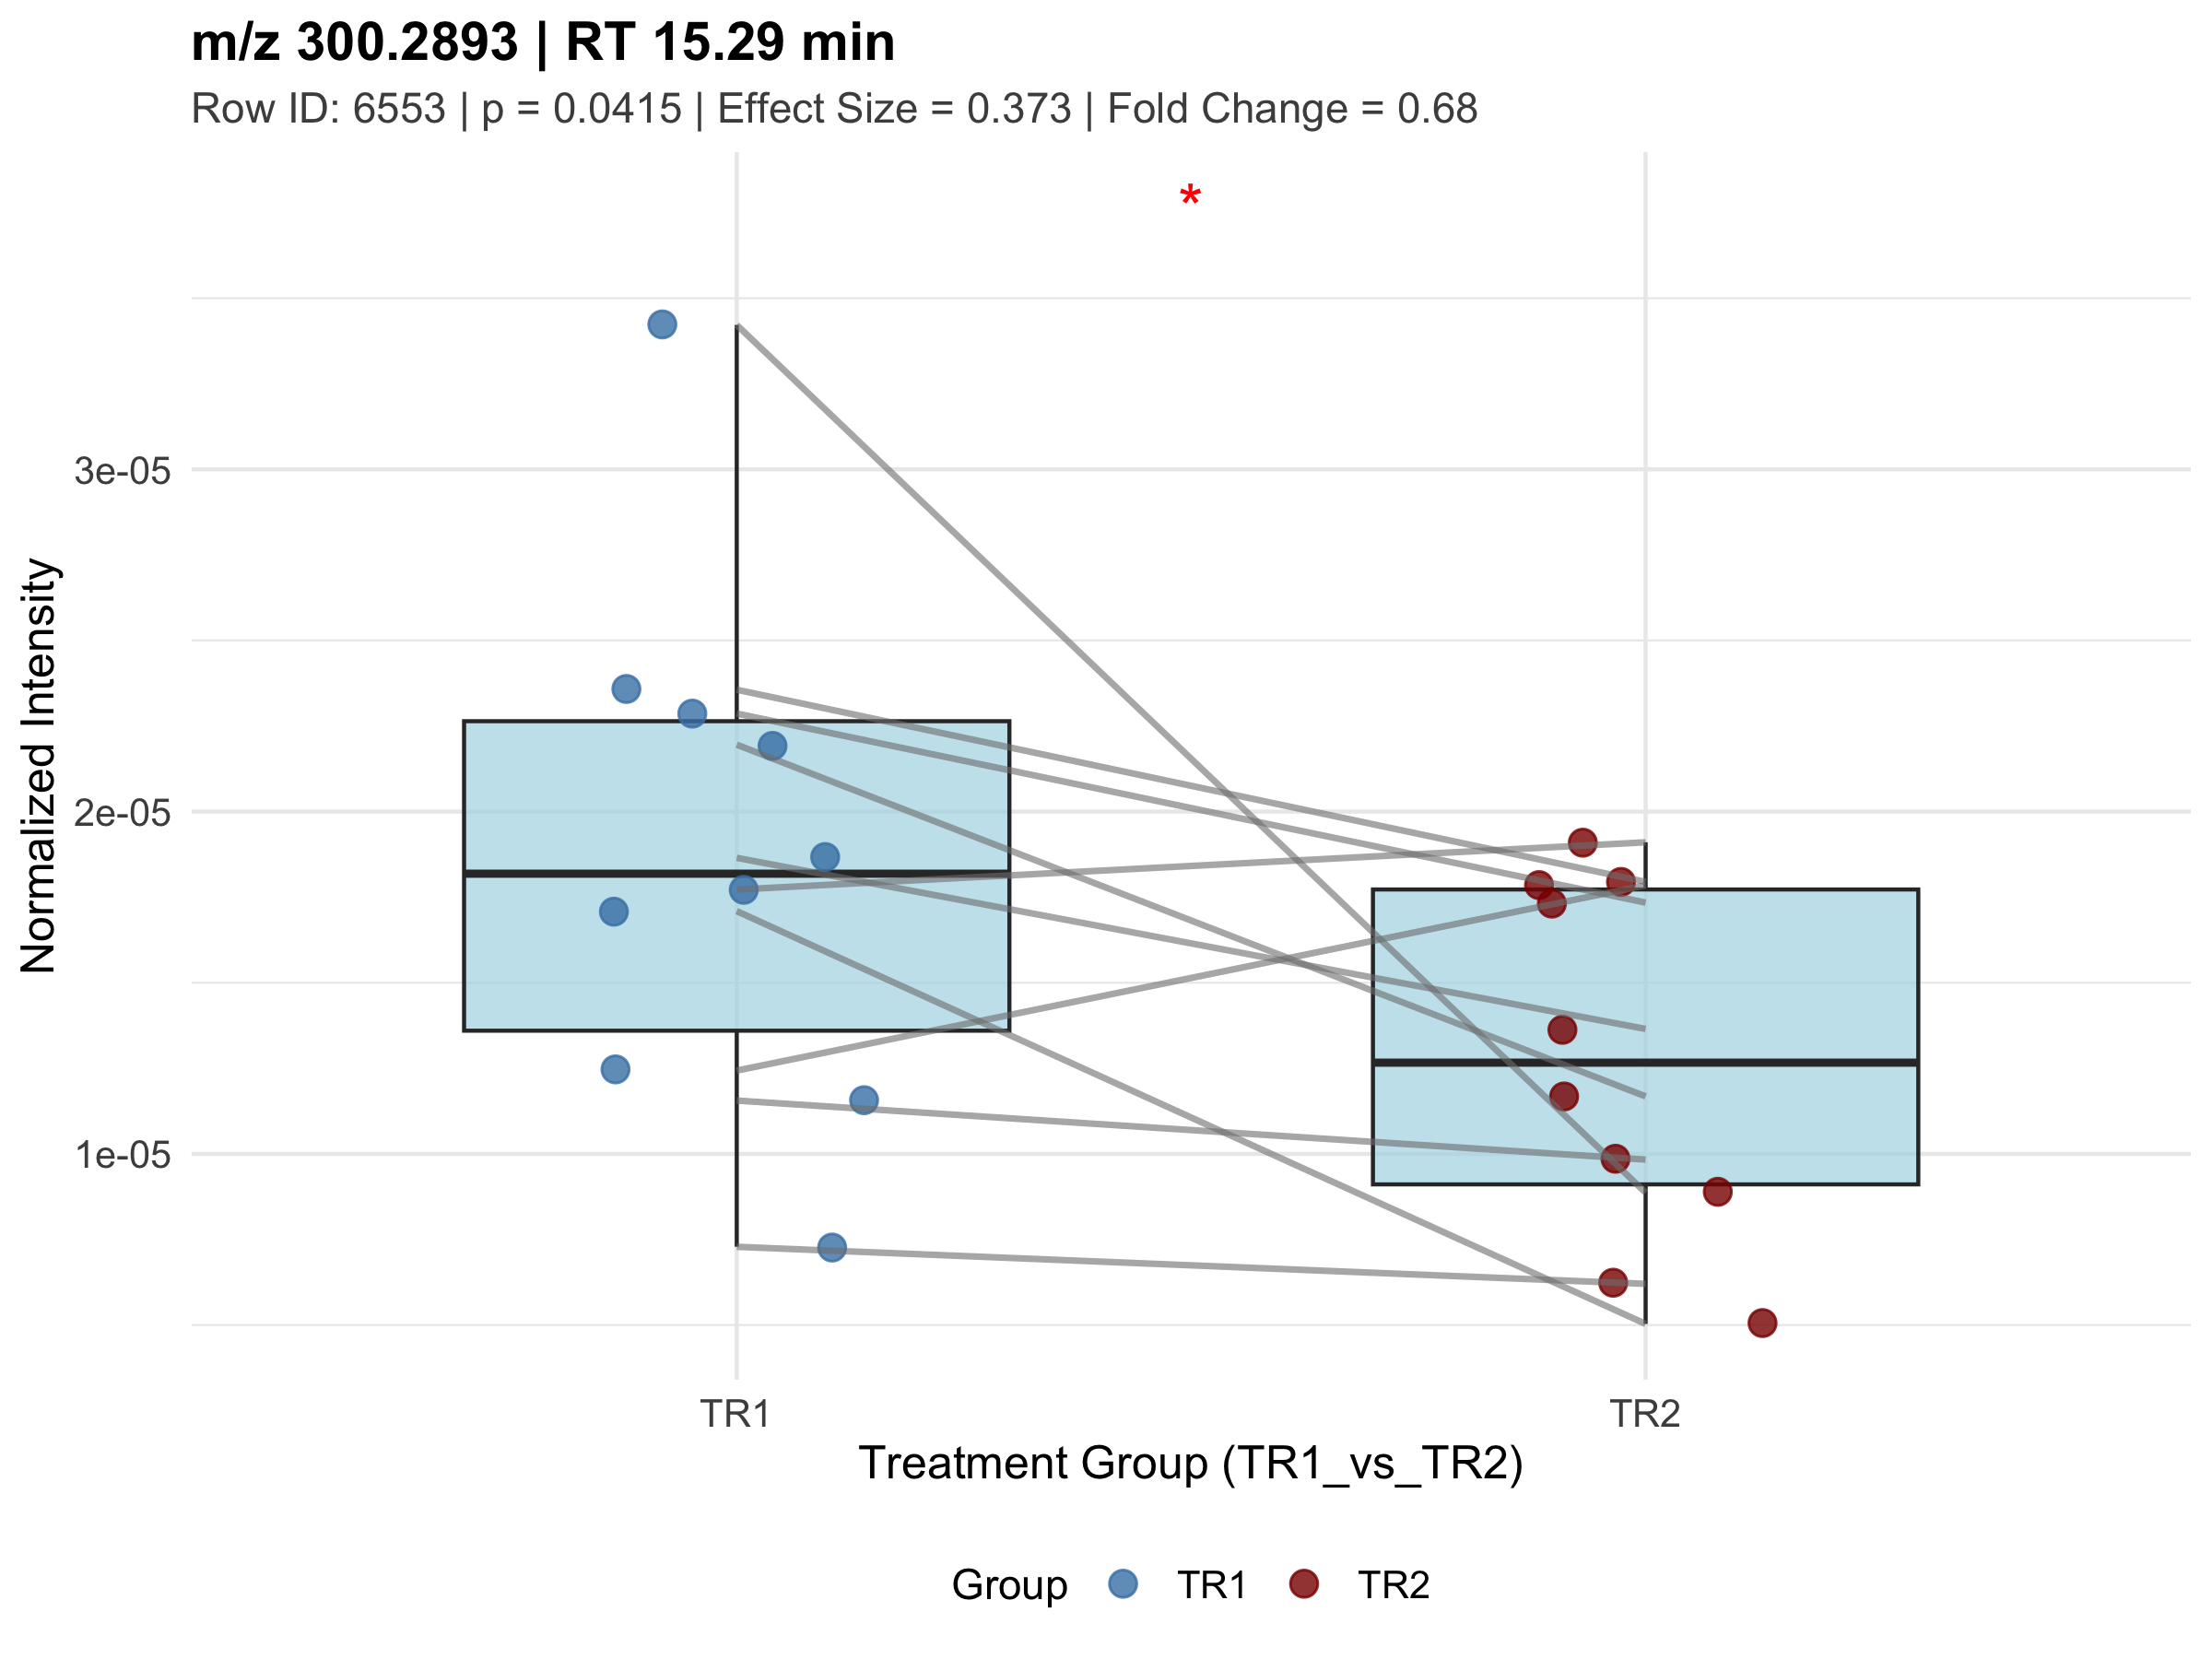 m/z 300.2893 | RT 15.29 min
Row ID: 6553 | p = 0.0415 | Effect Size = 0.373 | Fold Change = 0.68
*
Normalized Intensity
3e-05
2e-05
1e-05
TR1
TR2
Treatment Group (TR1_vs_TR2)
Group TR1 TR2